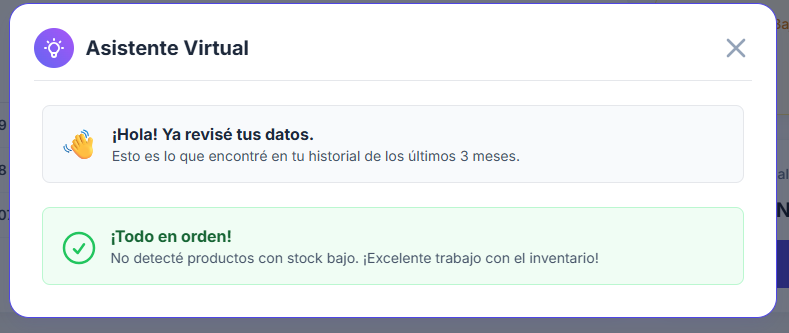 Asistente Virtual
¡Hola! Ya revisé tus datos.
Esto es lo que encontré en tu historial de los últimos 3 meses.
¡Todo en orden!
No detecté productos con stock bajo. ¡Excelente trabajo con el inventario!